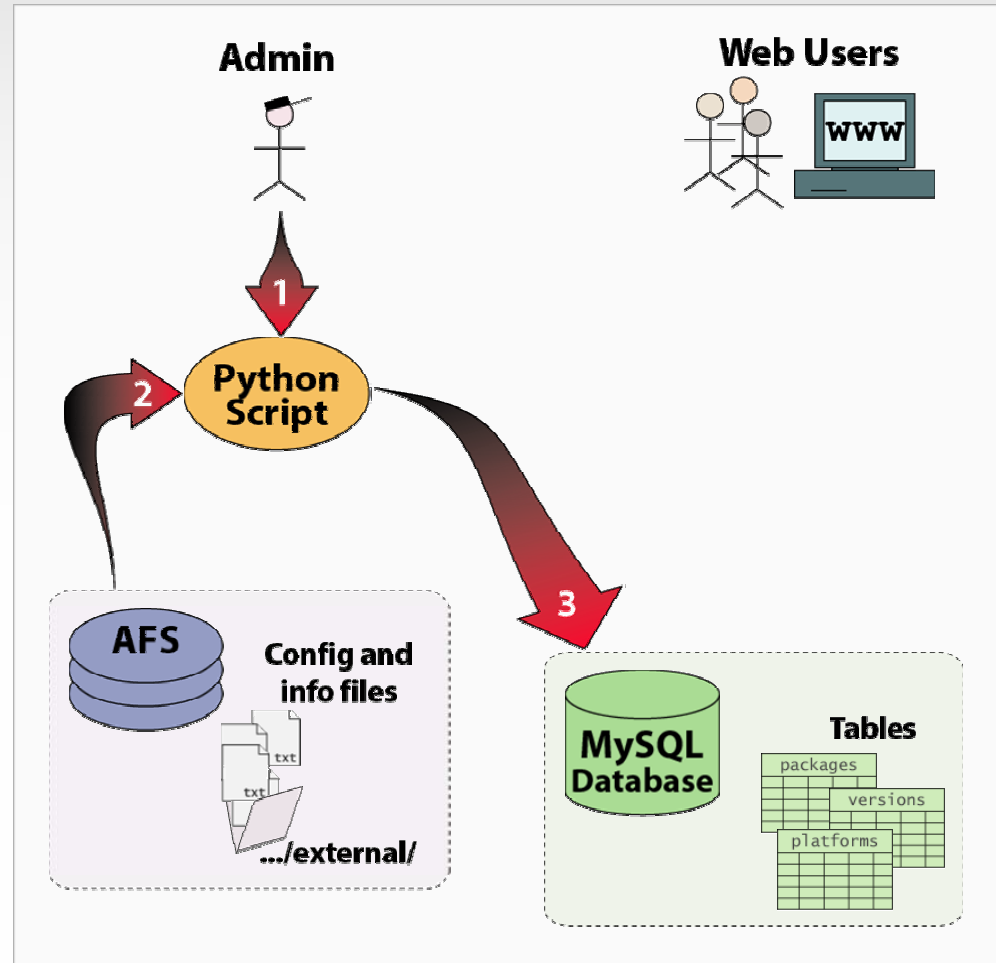 Admin
Web Users
WWW
1
Python
Script
2
3
AFS
Config and
info files
txt
txt
.../external/
MySQL
Database
Tables
packages
versions
platforms